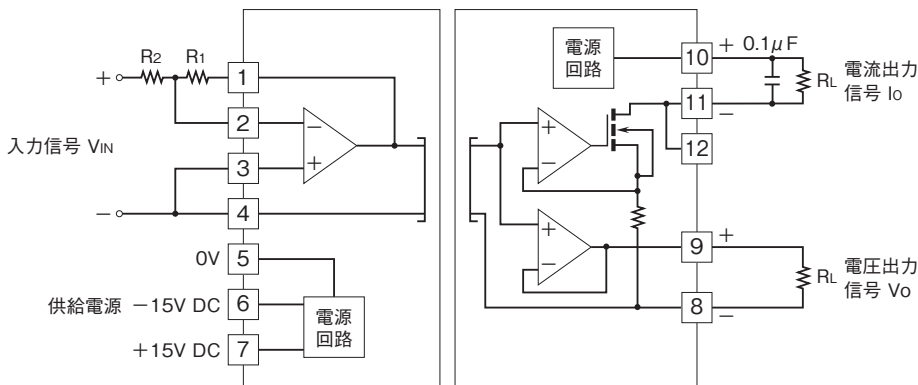 R2 R1
+
1
2
3
4
5
6
7
入力信号 VIN
−
−
+
0V
供給電源 −15V DC
+15V DC
電源
回路
電源
回路
10
11
12
9
8
+ 0.1μF
−
RL 電流出力
信号 IO
+
−
+
−
+
−
RL 電圧出力
信号 VO